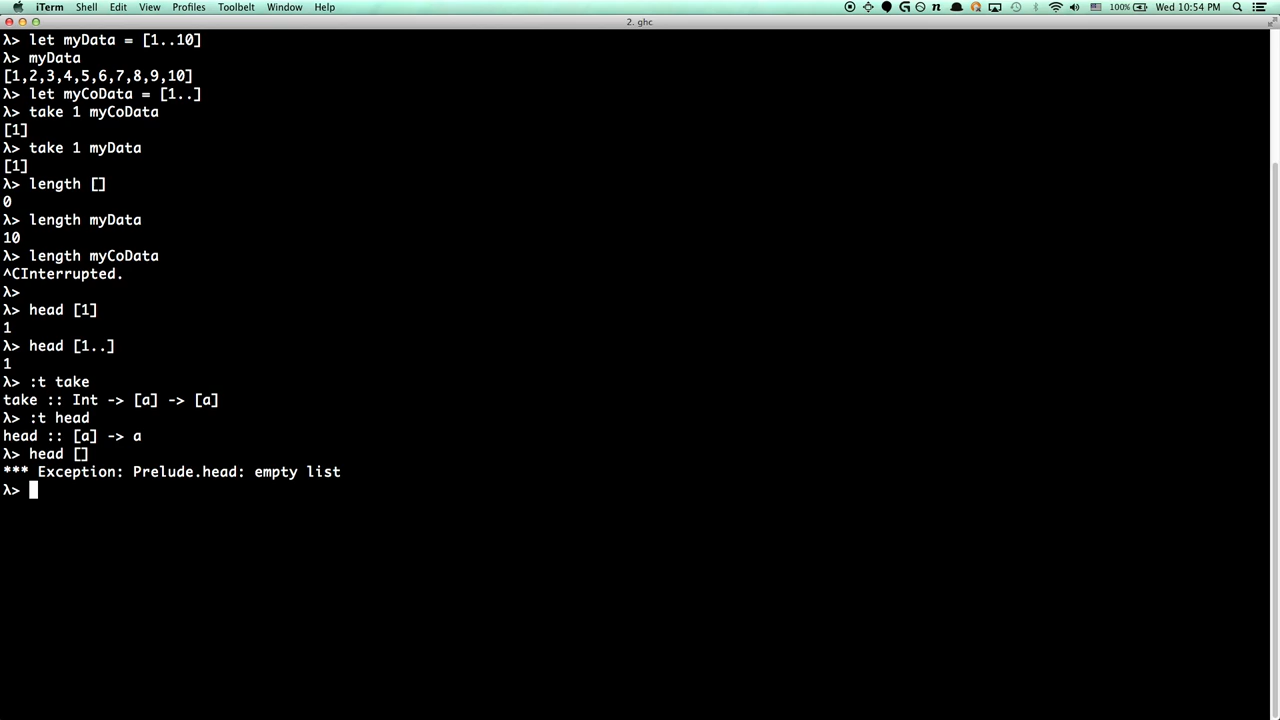 iTerm Shell Edit View Profiles Toolbelt Window Help 100% Wed 10:54 PM
2. ghc
λ> let myData = [1..10]
λ> myData
[1,2,3,4,5,6,7,8,9,10]
λ> let myCoData = [1..]
λ> take 1 myCoData
[1]
λ> take 1 myData
[1]
λ> length []
0
λ> length myData
10
λ> length myCoData
^CInterrupted.
λ>
λ> head [1]
1
λ> head [1..]
1
λ> :t take
take :: Int -> [a] -> [a]
λ> :t head
head :: [a] -> a
λ> head []
*** Exception: Prelude.head: empty list
λ>